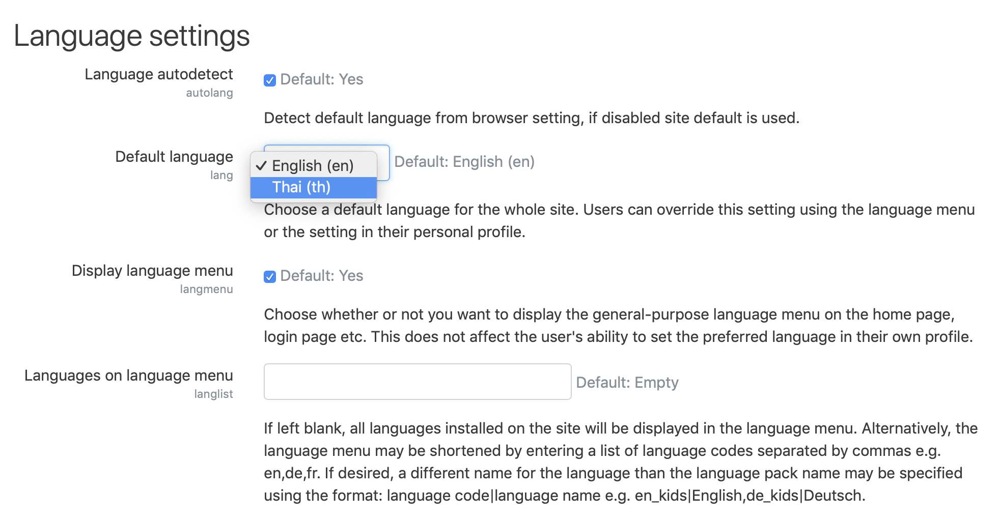 Language settings
Language autodetect
autolang
Default: Yes
Detect default language from browser setting, if disabled site default is used.
Default language
lang
✓ English (en)
Thai (th)
Default: English (en)
Choose a default language for the whole site. Users can override this setting using the language menu
or the setting in their personal profile.
Display language menu
langmenu
Default: Yes
Choose whether or not you want to display the general-purpose language menu on the home page,
login page etc. This does not affect the user's ability to set the preferred language in their own profile.
Languages on language menu
langlist
Default: Empty
If left blank, all languages installed on the site will be displayed in the language menu. Alternatively, the
language menu may be shortened by entering a list of language codes separated by commas e.g.
en,de,fr. If desired, a different name for the language than the language pack name may be specified
using the format: language code|language name e.g. en_kids|English,de_kids|Deutsch.